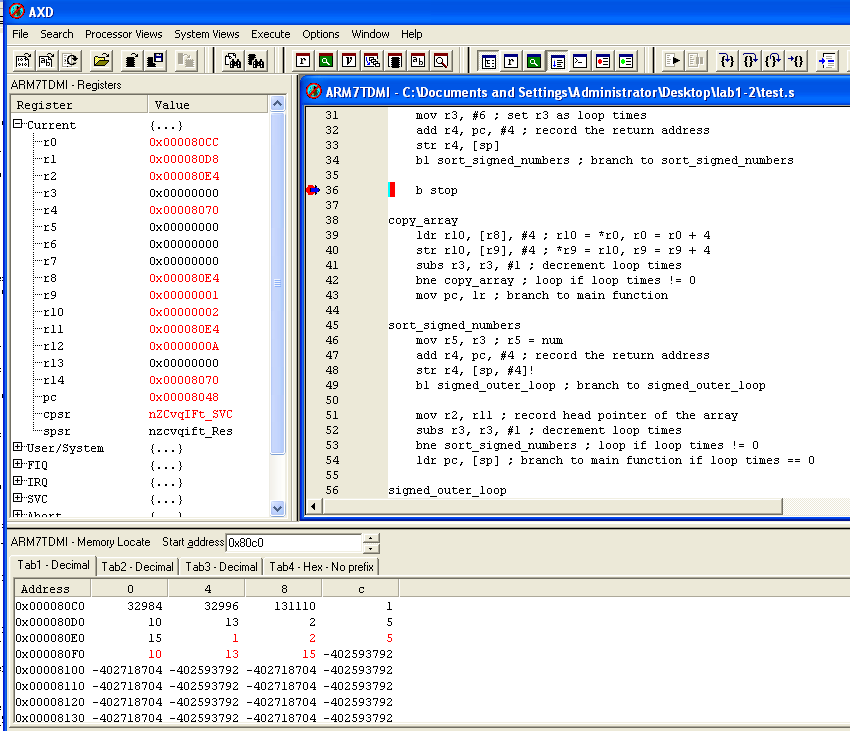 AXD
File Search Processor Views System Views Execute Options Window Help
ARM7TDMI - Registers
Register Value
Current {...}
r0 0x000080CC
r1 0x000080D8
r2 0x000080E4
r3 0x00000000
r4 0x00008070
r5 0x00000000
r6 0x00000000
r7 0x00000000
r8 0x000080E4
r9 0x00000001
r10 0x00000002
r11 0x000080E4
r12 0x0000000A
r13 0x00000000
r14 0x00008070
pc 0x00008048
cpsr nZCvqIFt_SVC
spsr nzcvqift_Res
User/System {...}
FIQ {...}
IRQ {...}
SVC {...}
Abort {...}
ARM7TDMI - C:\Documents and Settings\Administrator\Desktop\lab1-2\test.s
31 mov r3, #6 ; set r3 as loop times
32 add r4, pc, #4 ; record the return address
33 str r4, [sp]
34 bl sort_signed_numbers ; branch to sort_signed_numbers
35
36 b stop
37
38 copy_array
39 ldr r10, [r8], #4 ; r10 = *r0, r0 = r0 + 4
40 str r10, [r9], #4 ; *r9 = r10, r9 = r9 + 4
41 subs r3, r3, #1 ; decrement loop times
42 bne copy_array ; loop if loop times != 0
43 mov pc, lr ; branch to main function
44
45 sort_signed_numbers
46 mov r5, r3 ; r5 = num
47 add r4, pc, #4 ; record the return address
48 str r4, [sp, #4]!
49 bl signed_outer_loop ; branch to signed_outer_loop
50
51 mov r2, r11 ; record head pointer of the array
52 subs r3, r3, #1 ; decrement loop times
53 bne sort_signed_numbers ; loop if loop times != 0
54 ldr pc, [sp] ; branch to main function if loop times == 0
55
56 signed_outer_loop
ARM7TDMI - Memory Locate Start address 0x80c0
Tab1 - Decimal Tab2 - Decimal Tab3 - Decimal Tab4 - Hex - No prefix
Address 0 4 8 c
0x000080C0 32984 32996 131110 1
0x000080D0 10 13 2 5
0x000080E0 15 1 2 5
0x000080F0 10 13 15 -402593792
0x00008100 -402718704 -402593792 -402718704 -402593792
0x00008110 -402718704 -402593792 -402718704 -402593792
0x00008120 -402718704 -402593792 -402718704 -402593792
0x00008130 -402718704 -402593792 -402718704 -402593792